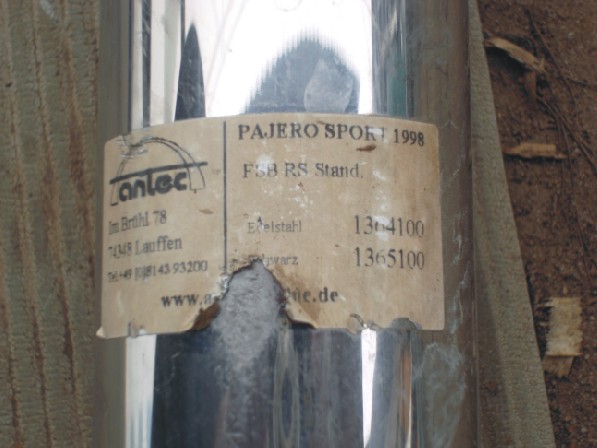 antec
Im Brühl 78
74348 Lauffen
PAJERO SPORT 1998
FSB RS Stand.
Edelstahl 1364100
1365100